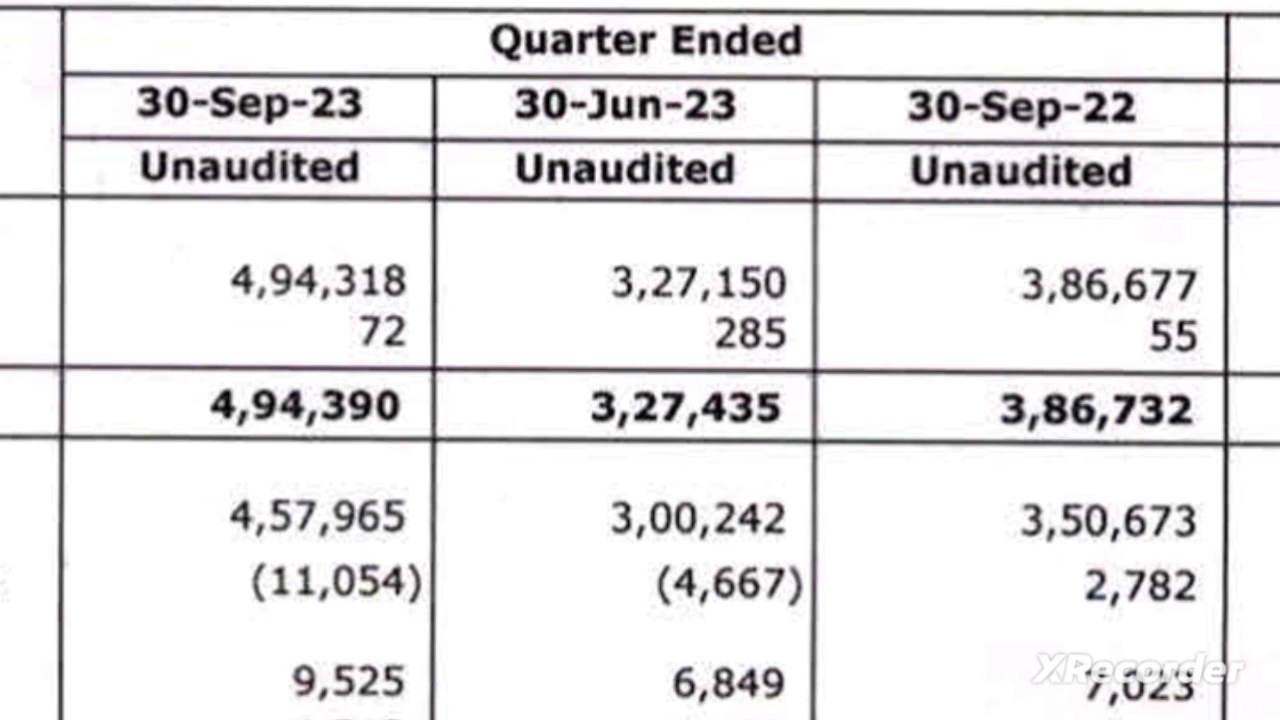 Quarter Ended
30-Sep-23 30-Jun-23 30-Sep-22
Unaudited Unaudited Unaudited
4,94,318 3,27,150 3,86,677
72 285 55
4,94,390 3,27,435 3,86,732
4,57,965 3,00,242 3,50,673
(11,054) (4,667) 2,782
9,525 6,849 7,023
XRecorder